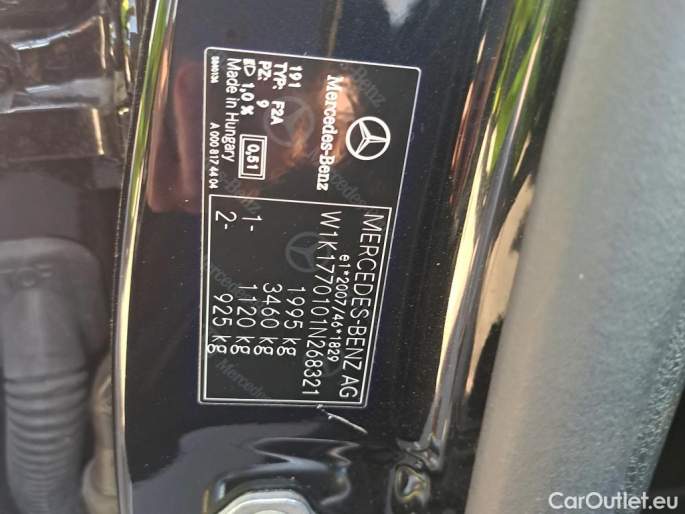 Mercedes-Benz
191
TYP: F2A
PZ. 9
1,0 X
0,51
Made in Hungary
A 000 817 44 04
MERCEDES-BENZ AG
e1*2007/46*1829
W1K1770101N268321
1995 kg
3460 kg
1- 1120 kg
2- 925 kg
CarOutlet.eu